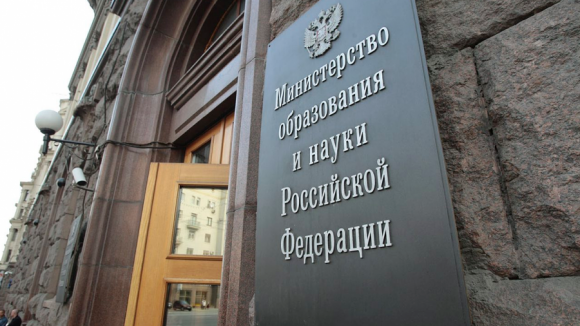 Министерство
образования
и науки
Российской
Федерации